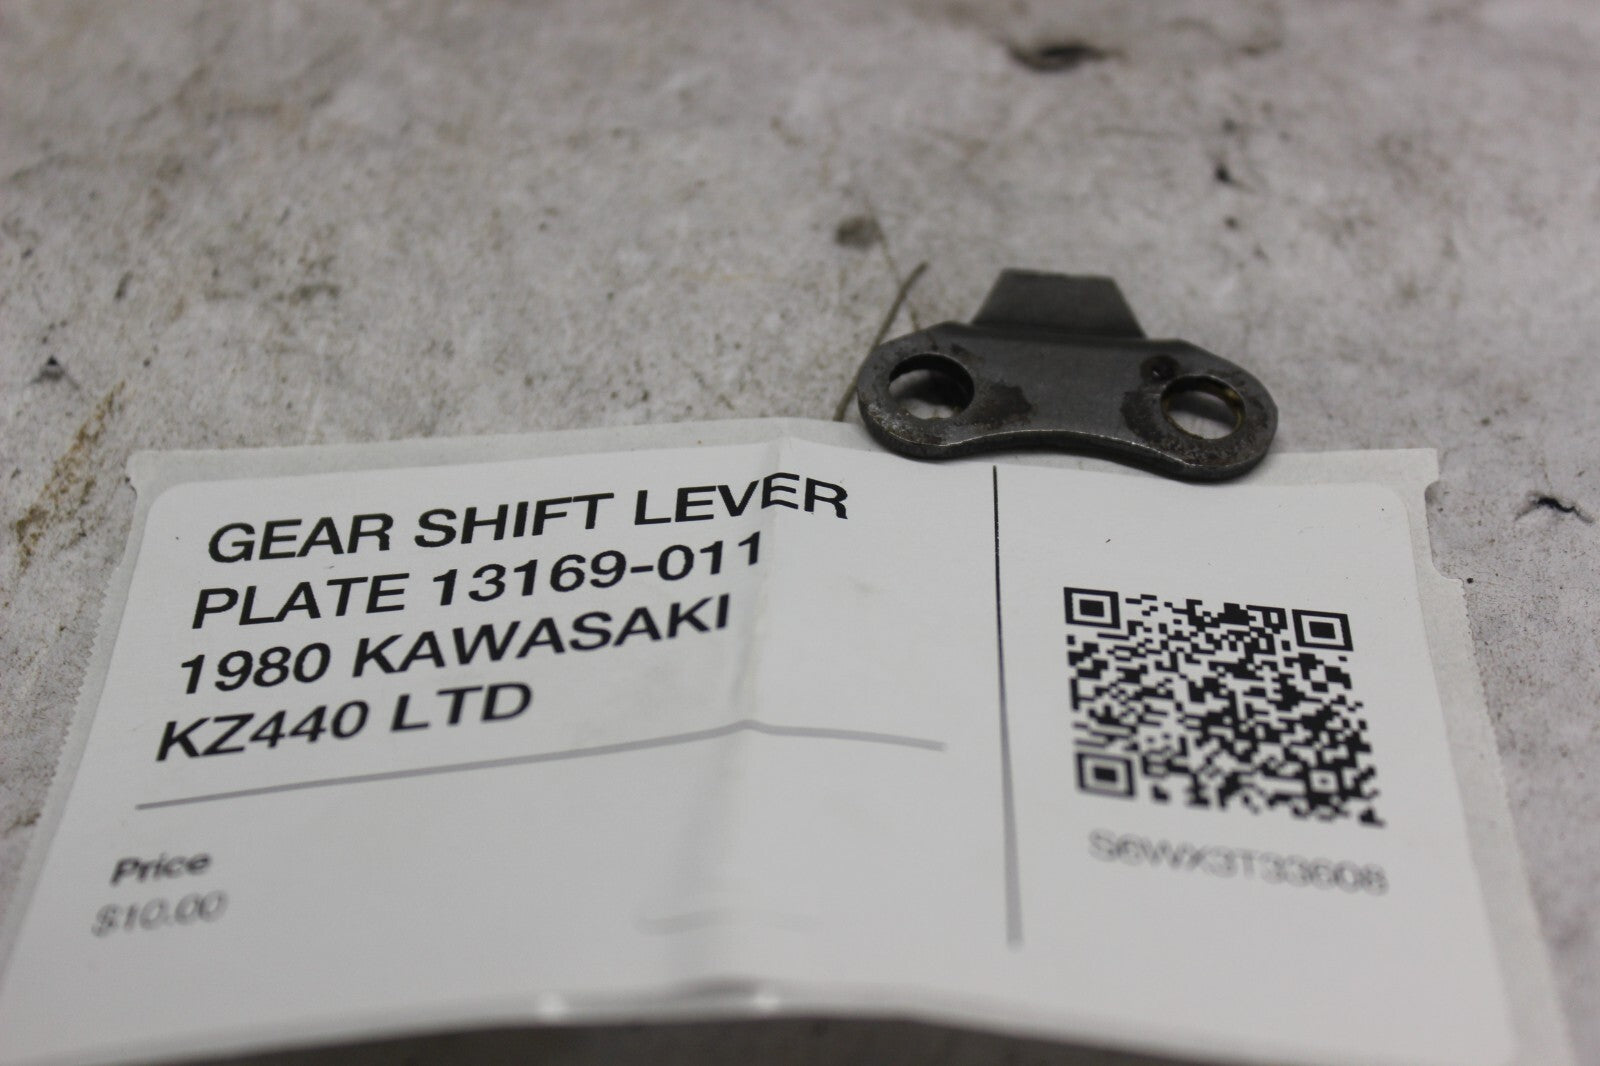 GEAR SHIFT LEVER
PLATE 13169-011
1980 KAWASAKI
KZ440 LTD
Price
$10.00
S6WX3T33608